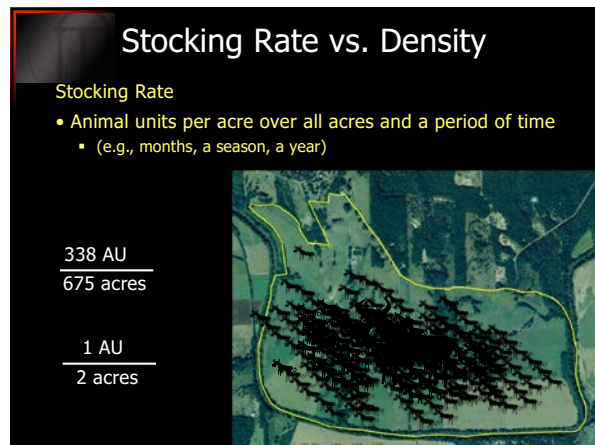 Stocking Rate vs. Density
Stocking Rate
• Animal units per acre over all acres and a period of time
▪ (e.g., months, a season, a year)
338 AU
675 acres
1 AU
2 acres